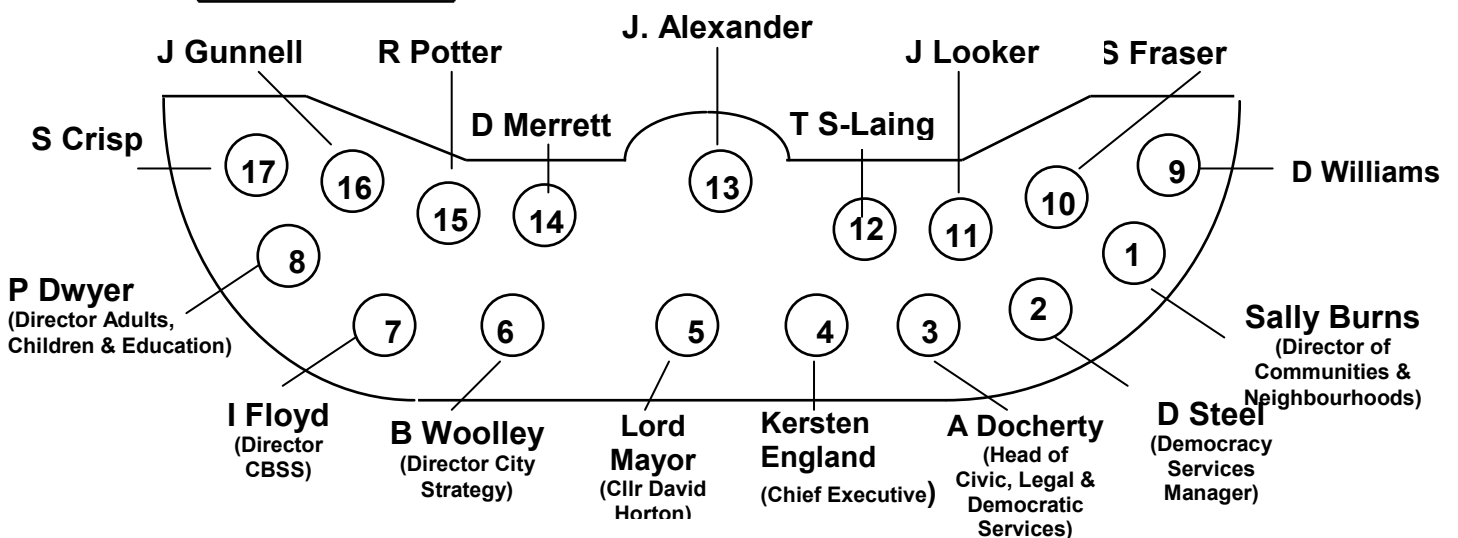 J. Alexander
J Gunnell
R Potter
J Looker
S Fraser
S Crisp
D Merrett
T S-Laing
D Williams
17
16
15
14
13
12
11
10
9
8
7
6
5
4
3
2
1
P Dwyer
(Director Adults,
Children & Education)
I Floyd
(Director
CBSS)
B Woolley
(Director City
Strategy)
Lord
Mayor
(Cllr David
Horton)
Kersten
England
(Chief Executive)
A Docherty
(Head of
Civic, Legal &
Democratic
Services)
D Steel
(Democracy
Services
Manager)
Sally Burns
(Director of
Communities &
Neighbourhoods)